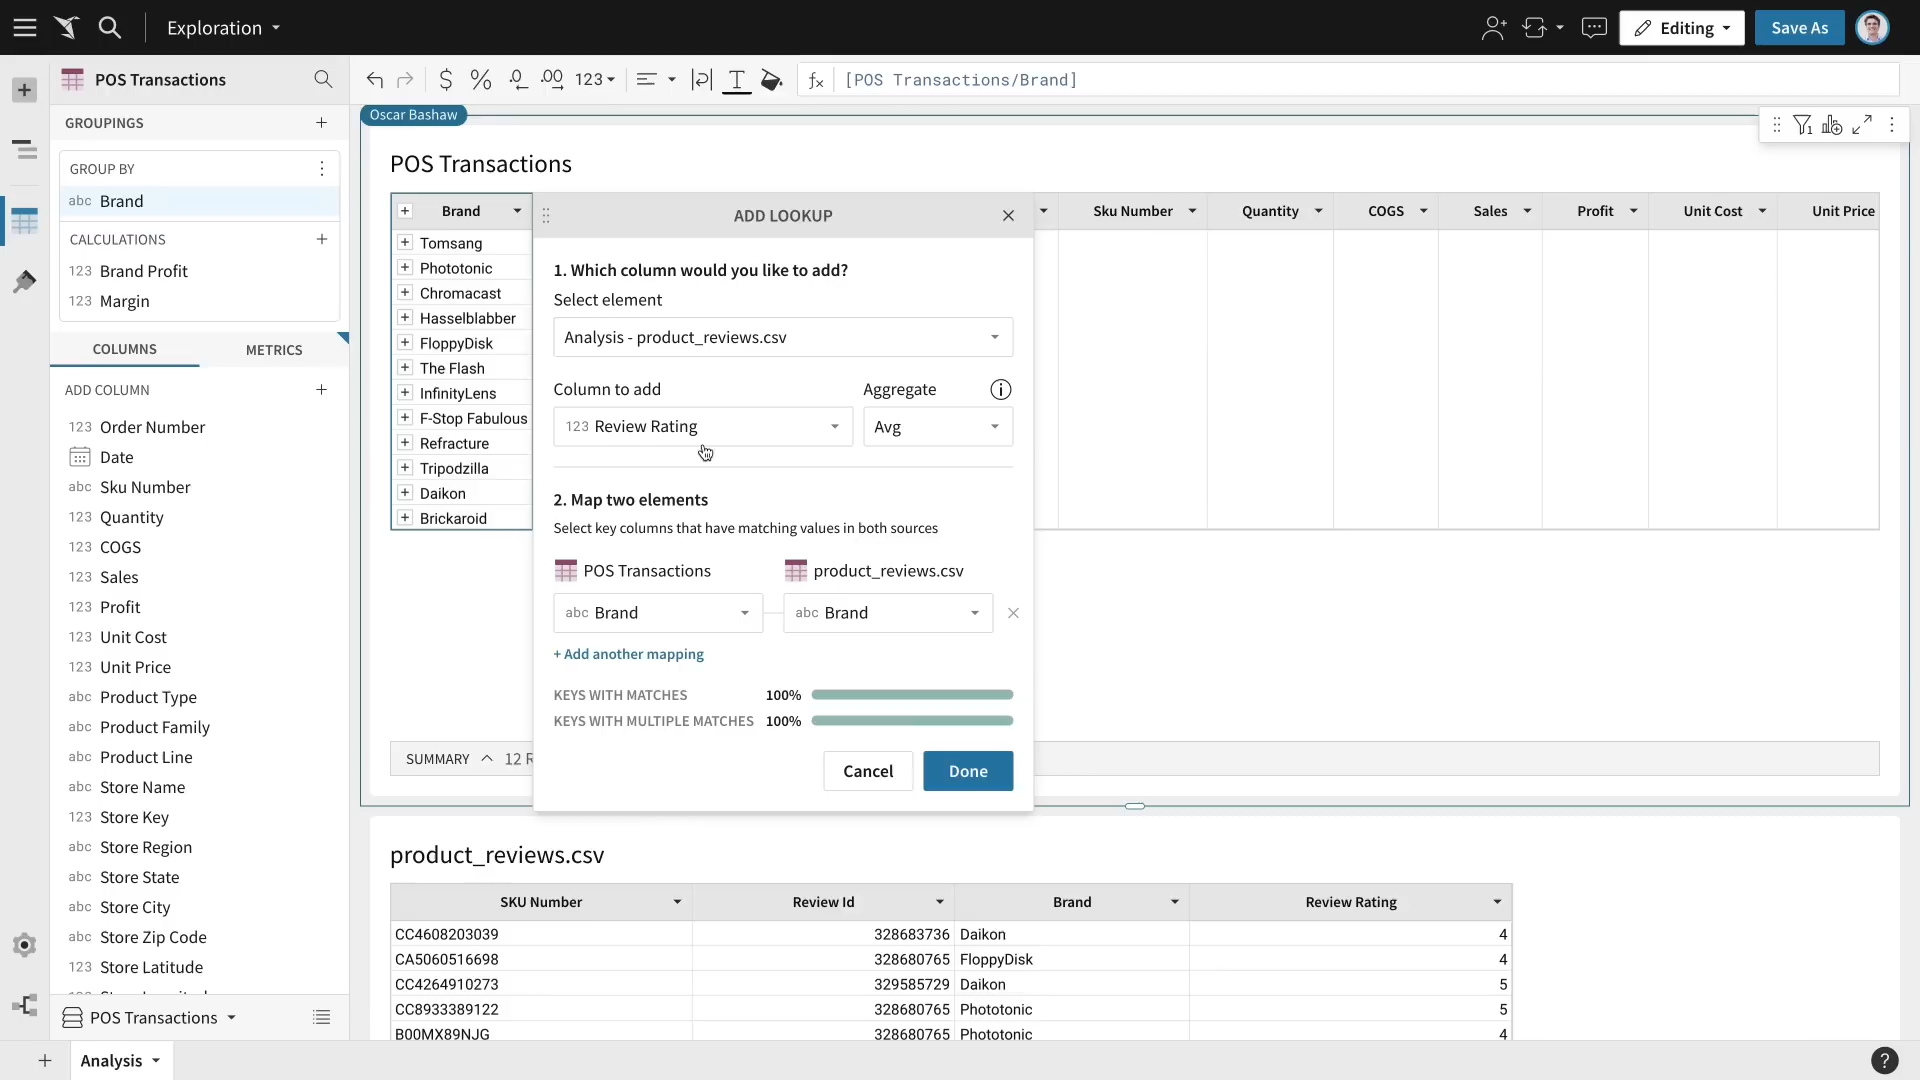 Exploration
Editing
Save As
POS Transactions
123
fx
[POS Transactions/Brand]
Oscar Bashaw
GROUPINGS
GROUP BY
abc Brand
CALCULATIONS
123 Brand Profit
123 Margin
COLUMNS
METRICS
ADD COLUMN
123 Order Number
Date
abc Sku Number
123 Quantity
123 COGS
123 Sales
123 Profit
123 Unit Cost
123 Unit Price
abc Product Type
abc Product Family
abc Product Line
abc Store Name
123 Store Key
abc Store Region
abc Store State
abc Store City
abc Store Zip Code
123 Store Latitude
POS Transactions
POS Transactions
Brand
Sku Number
Quantity
COGS
Sales
Profit
Unit Cost
Unit Price
Tomsang
Phototonic
Chromacast
Hasselblabber
FloppyDisk
The Flash
InfinityLens
F-Stop Fabulous
Refracture
Tripodzilla
Daikon
Brickaroid
SUMMARY
12 R
ADD LOOKUP
1. Which column would you like to add?
Select element
Analysis - product_reviews.csv
Column to add
Aggregate
123 Review Rating
Avg
2. Map two elements
Select key columns that have matching values in both sources
POS Transactions
product_reviews.csv
abc Brand
abc Brand
+ Add another mapping
KEYS WITH MATCHES 100%
KEYS WITH MULTIPLE MATCHES 100%
Cancel
Done
product_reviews.csv
SKU Number
Review Id
Brand
Review Rating
CC4608203039 328683736 Daikon 4
CA5060516698 328680765 FloppyDisk 4
CC4264910273 329585729 Daikon 5
CC8933389122 328680765 Phototonic 5
B00MX89NJG 328680765 Phototonic 4
Analysis
?